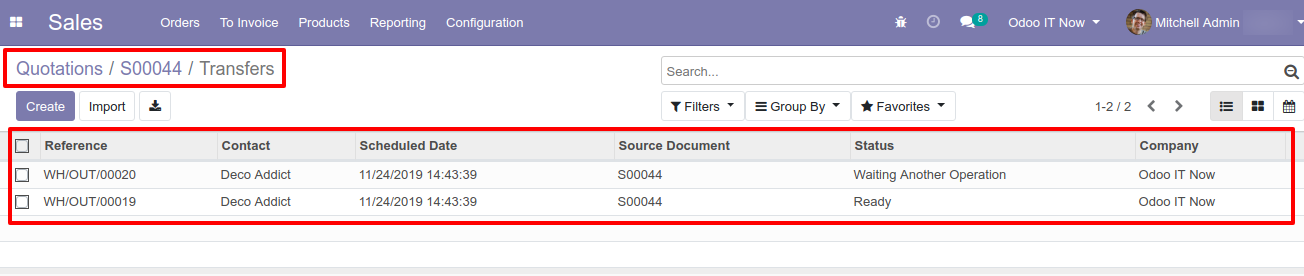 Sales Orders To Invoice Products Reporting Configuration 8 Odoo IT Now Mitchell Admin
Quotations / S00044 / Transfers Search...
Create Import Filters Group By Favorites 1-2 / 2
Reference Contact Scheduled Date Source Document Status Company
WH/OUT/00020 Deco Addict 11/24/2019 14:43:39 S00044 Waiting Another Operation Odoo IT Now
WH/OUT/00019 Deco Addict 11/24/2019 14:43:39 S00044 Ready Odoo IT Now